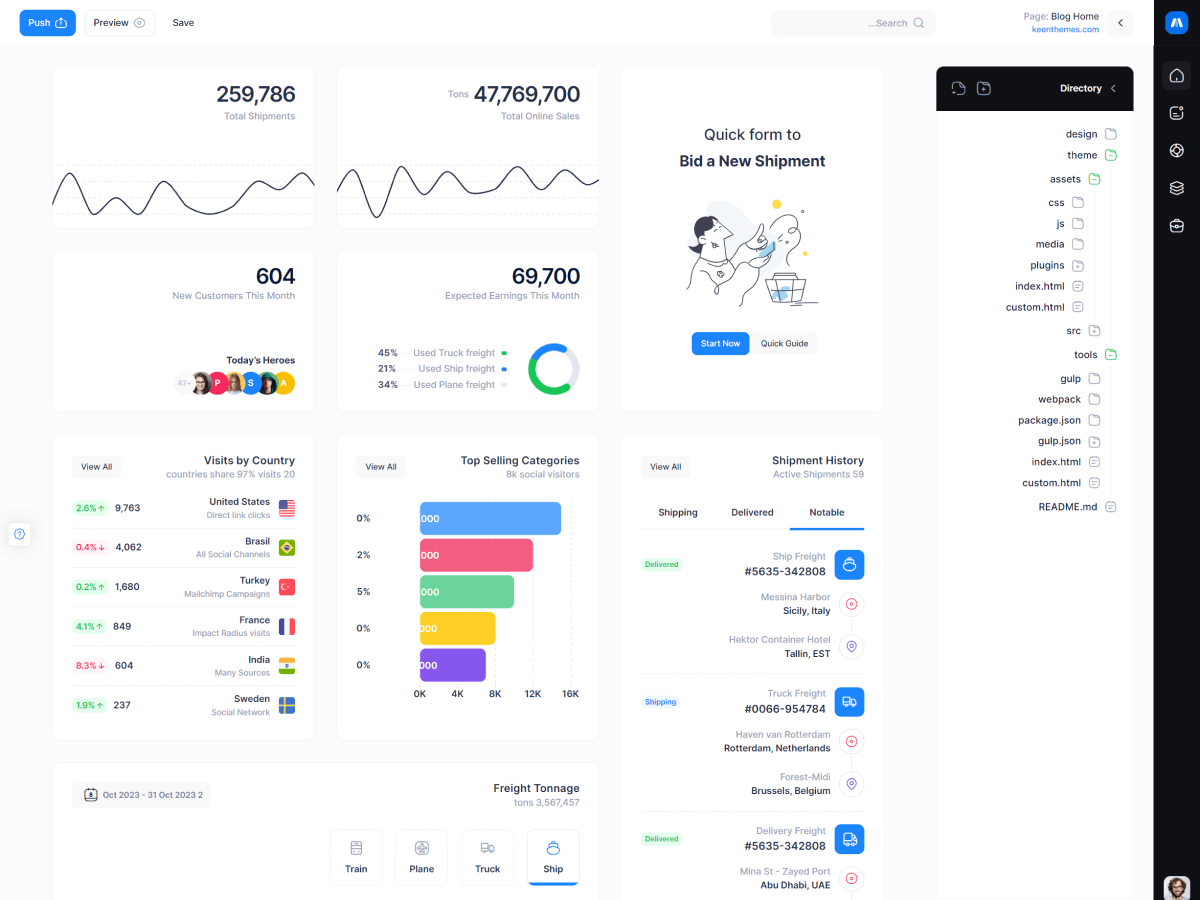 Push
Preview
Save
...Search
Page: Blog Home
keenthemes.com
259,786
Total Shipments
Tons 47,769,700
Total Online Sales
Quick form to
Bid a New Shipment
Start Now
Quick Guide
604
New Customers This Month
Today's Heroes
42+
P
S
A
69,700
Expected Earnings This Month
45% Used Truck freight
21% Used Ship freight
34% Used Plane freight
Directory
design
theme
assets
css
js
media
plugins
index.html
custom.html
src
tools
gulp
webpack
package.json
gulp.json
index.html
custom.html
README.md
View All
Visits by Country
countries share 97% visits 20
2.6% 9,763
United States
Direct link clicks
0.4% 4,062
Brasil
All Social Channels
0.2% 1,680
Turkey
Mailchimp Campaigns
4.1% 849
France
Impact Radius visits
8.3% 604
India
Many Sources
1.9% 237
Sweden
Social Network
View All
Top Selling Categories
8k social visitors
0% 000
2% 000
5% 000
0% 000
0% 000
0K 4K 8K 12K 16K
View All
Shipment History
Active Shipments 59
Shipping
Delivered
Notable
Delivered
Ship Freight
#5635-342808
Messina Harbor
Sicily, Italy
Hektor Container Hotel
Tallin, EST
Shipping
Truck Freight
#0066-954784
Haven van Rotterdam
Rotterdam, Netherlands
Forest-Midi
Brussels, Belgium
Delivered
Delivery Freight
#5635-342808
Mina St - Zayed Port
Abu Dhabi, UAE
Oct 2023 - 31 Oct 2023 2
Freight Tonnage
tons 3,567,457
Train
Plane
Truck
Ship